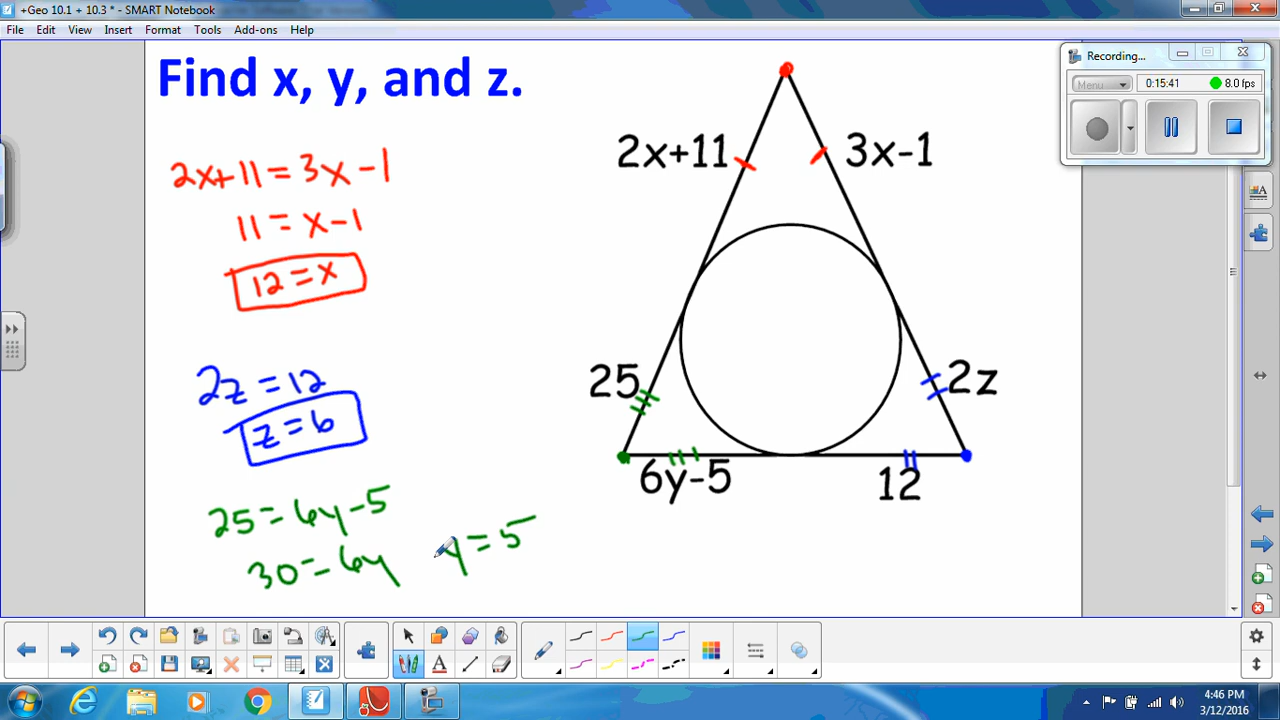 +Geo 10.1 + 10.3 * - SMART Notebook
File Edit View Insert Format Tools Add-ons Help
Recording...
Menu
0:15:41
8.0 fps
Find x, y, and z.
2x+11 = 3x-1
11 = x-1
12 = x
2z = 12
z = 6
25 = 6y-5
30 = 6y
y = 5
2x+11
3x-1
25
2z
6y-5
12
A
4:46 PM
3/12/2016